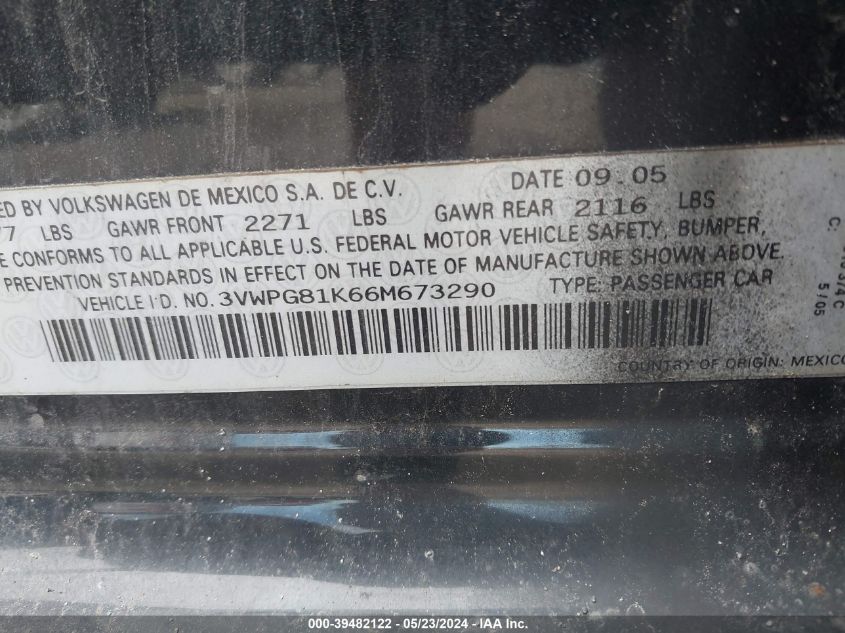 ED BY VOLKSWAGEN DE MEXICO S.A. DE C.V. DATE 09.05
7 LBS GAWR FRONT 2271 LBS GAWR REAR 2116 LBS
E CONFORMS TO ALL APPLICABLE U.S. FEDERAL MOTOR VEHICLE SAFETY, BUMPER,
PREVENTION STANDARDS IN EFFECT ON THE DATE OF MANUFACTURE SHOWN ABOVE.
VEHICLE I·D. NO. 3VWPG81K66M673290 TYPE: PASSENGER CAR
COUNTRY OF ORIGIN: MEXICO
5/05
000-39482122 - 05/23/2024 - IAA, Inc.